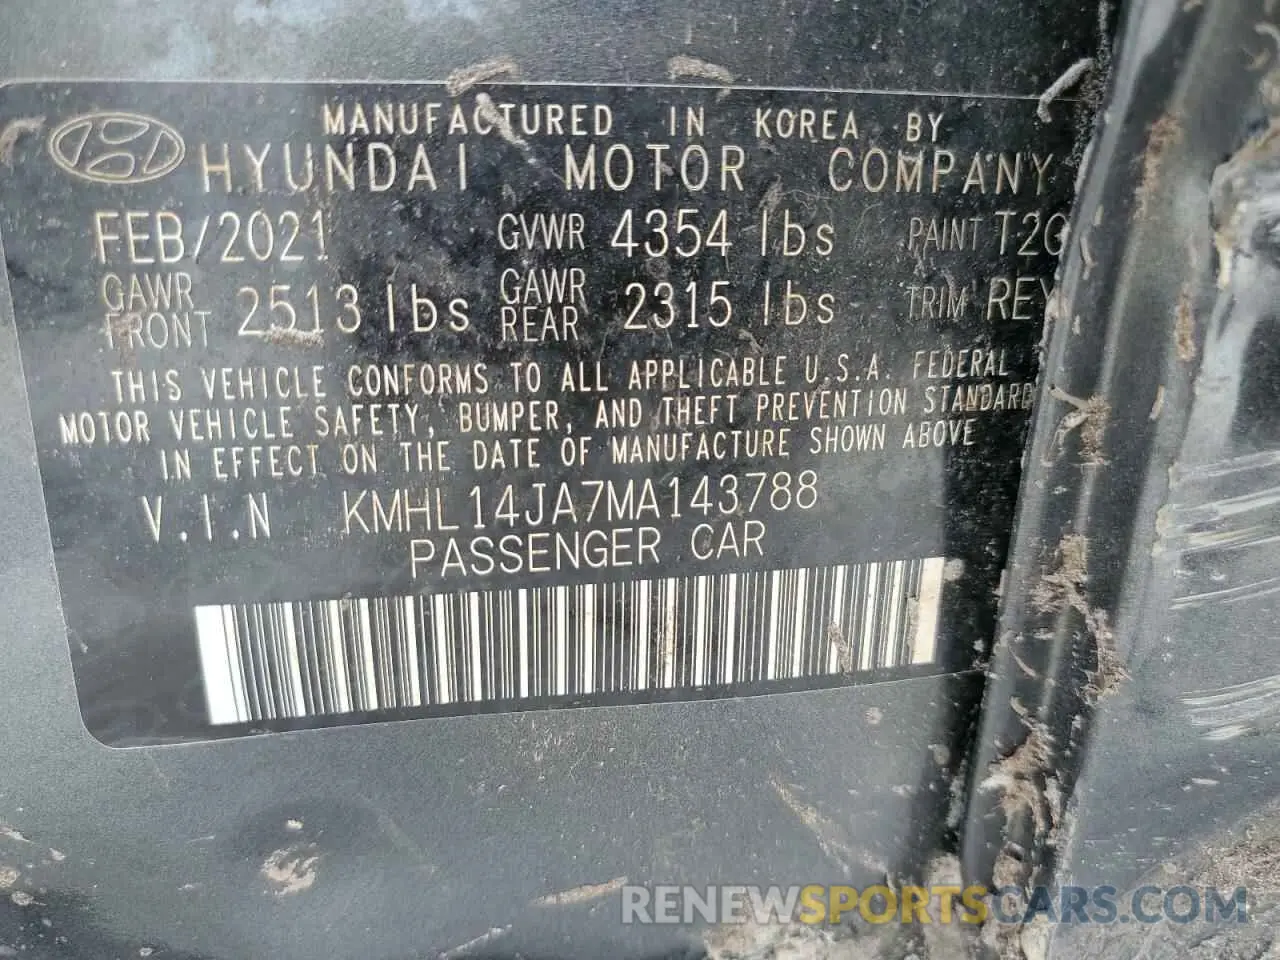 MANUFACTURED IN KOREA BY
HYUNDAI MOTOR COMPANY
FEB/2021 GVWR 4354 lbs PAINT
GAWR FRONT 2513 lbs GAWR REAR 2315 lbs TRIM
THIS VEHICLE CONFORMS TO ALL APPLICABLE U.S.A. FEDERAL
MOTOR VEHICLE SAFETY, BUMPER, AND THEFT PREVENTION STANDARD
IN EFFECT ON THE DATE OF MANUFACTURE SHOWN ABOVE
V.I.N KMHL14JA7MA143788
PASSENGER CAR
RENEWSPORTSCARS.COM